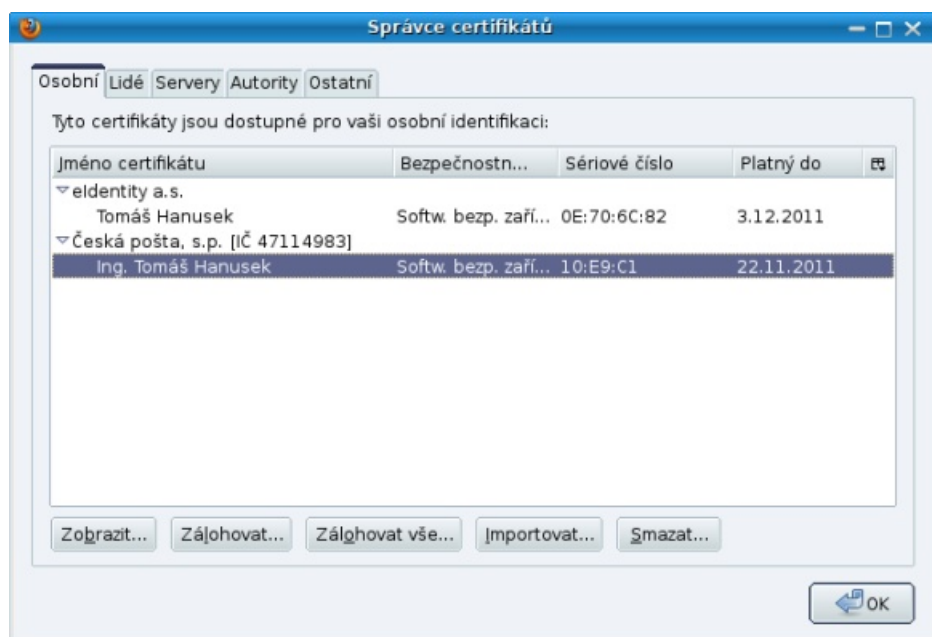 Správce certifikátů
Osobní Lidé Servery Autority Ostatní
Tyto certifikáty jsou dostupné pro vaši osobní identifikaci:
Jméno certifikátu Bezpečnostn... Sériové číslo Platný do
eIdentity a.s.
Tomáš Hanusek Softw. bezp. zaří... 0E:70:6C:82 3.12.2011
Česká pošta, s.p. [IČ 47114983]
Ing. Tomáš Hanusek Softw. bezp. zaří... 10:E9:C1 22.11.2011
Zobrazit... Zálohovat... Zálohovat vše... Importovat... Smazat...
OK